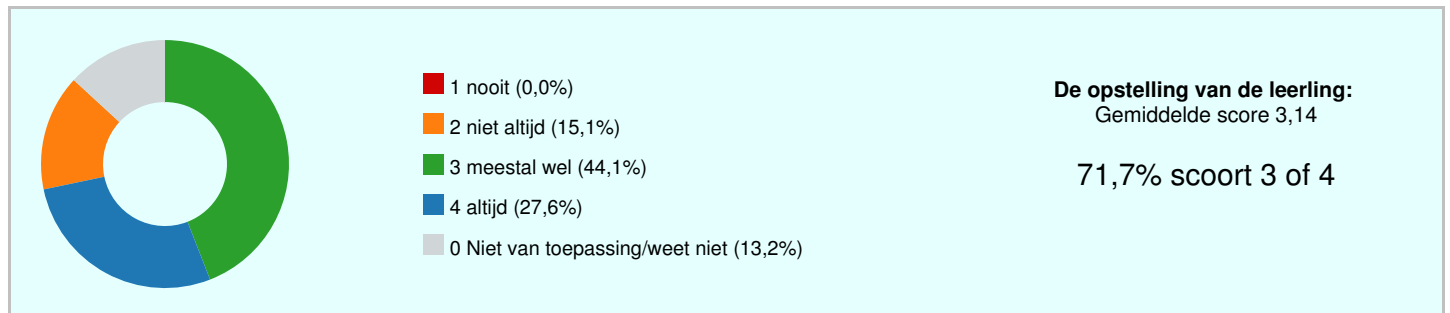 1 nooit (0,0%)
2 niet altijd (15,1%)
3 meestal wel (44,1%)
4 altijd (27,6%)
0 Niet van toepassing/weet niet (13,2%)
De opstelling van de leerling:
Gemiddelde score 3,14
71,7% scoort 3 of 4